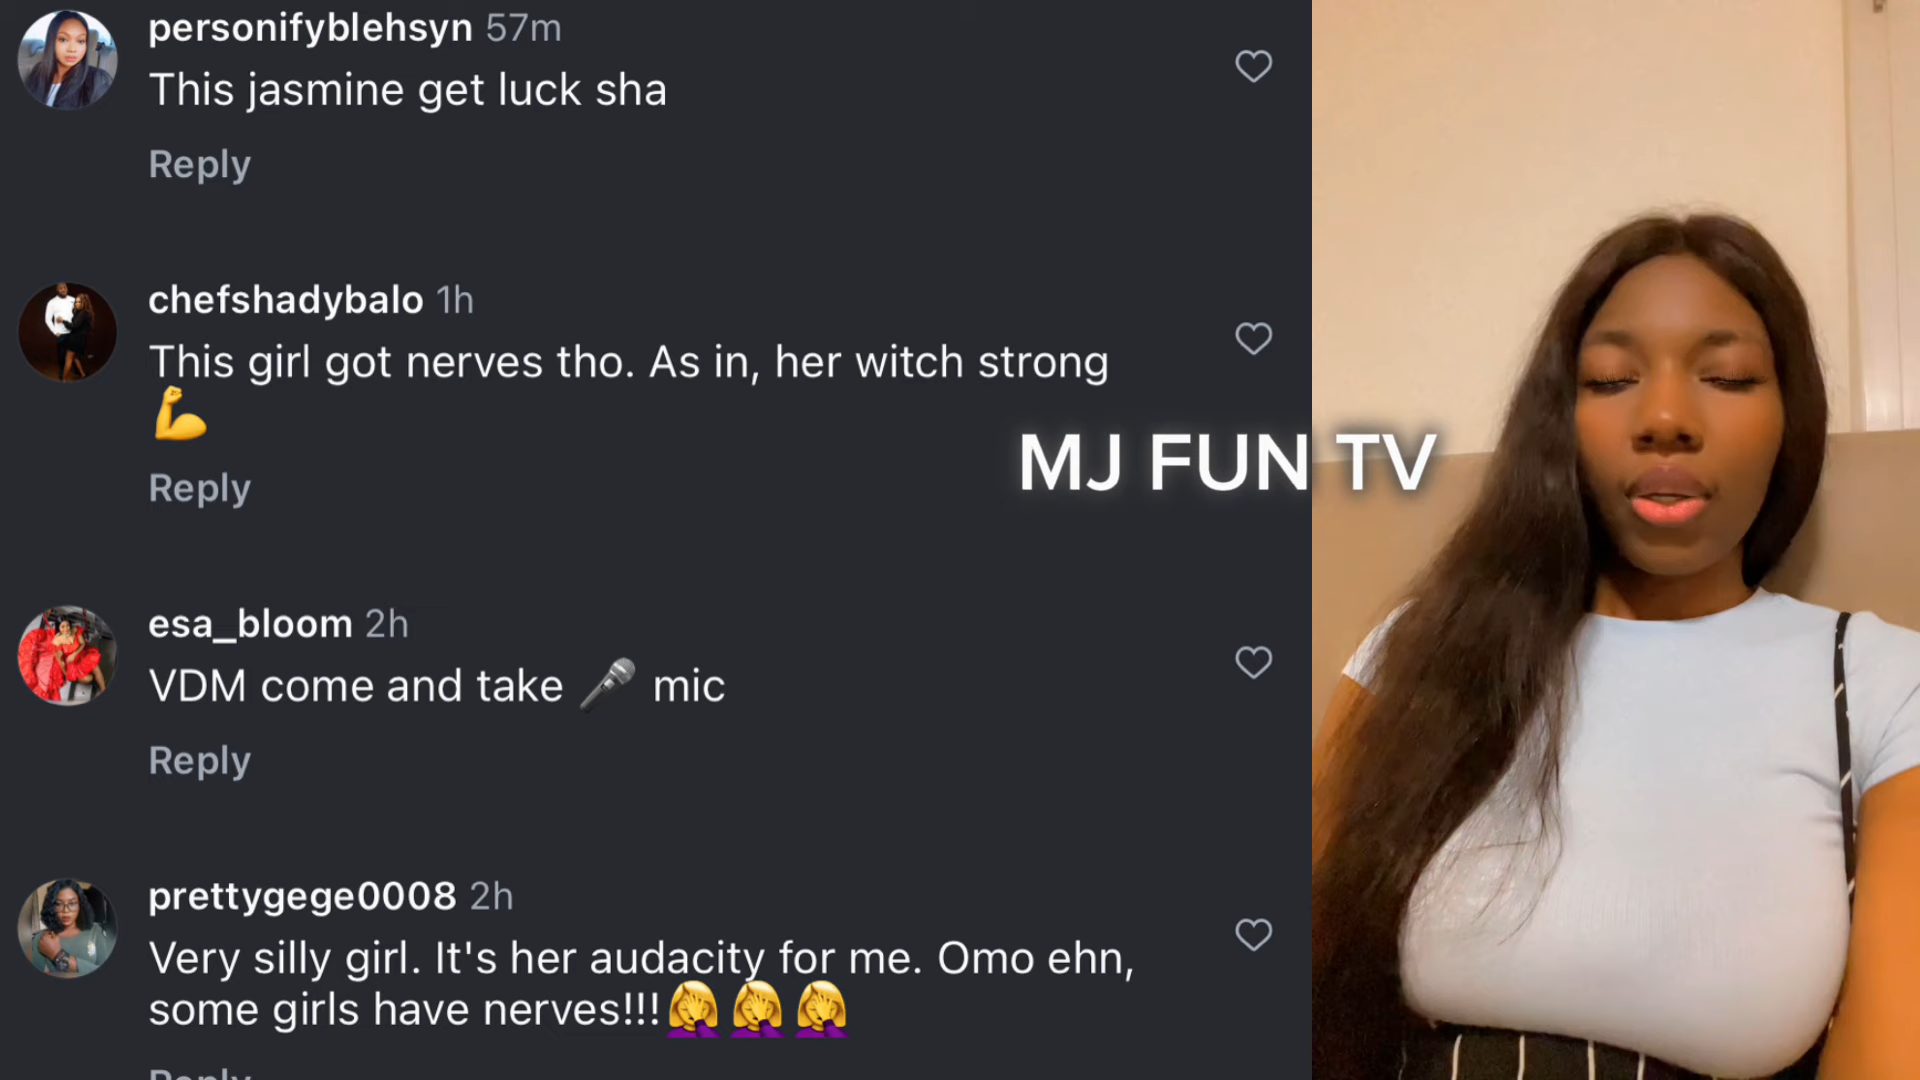 personifyblehsyn 57m
This jasmine get luck sha
Reply
chefshadybalo 1h
This girl got nerves tho. As in, her witch strong
💪
Reply
MJ FUN TV
esa_bloom 2h
VDM come and take 🎤 mic
Reply
prettygege0008 2h
Very silly girl. It's her audacity for me. Omo ehn,
some girls have nerves!!!🤦‍♀️🤦‍♀️🤦‍♀️
Reply